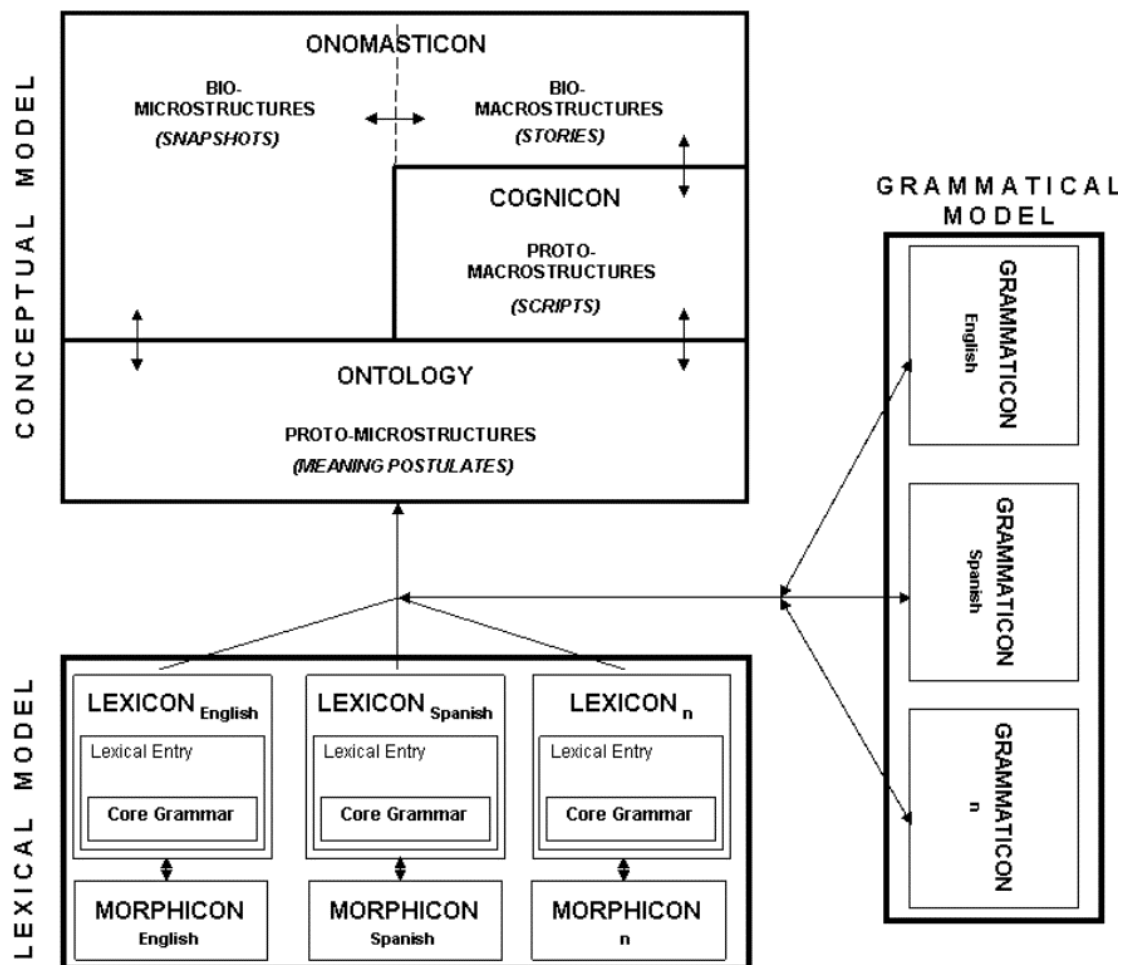 CONCEPTUAL MODEL
ONOMASTICON
BIO-
MICROSTRUCTURES
(SNAPSHOTS)
BIO-
MACROSTRUCTURES
(STORIES)
COGNICON
PROTO-
MACROSTRUCTURES
(SCRIPTS)
ONTOLOGY
PROTO-MICROSTRUCTURES
(MEANING POSTULATES)
GRAMMATICAL
MODEL
GRAMMATICON
English
GRAMMATICON
Spanish
GRAMMATICON
n
LEXICAL MODEL
LEXICON English
Lexical Entry
Core Grammar
MORPHICON
English
LEXICON Spanish
Lexical Entry
Core Grammar
MORPHICON
Spanish
LEXICON n
Lexical Entry
Core Grammar
MORPHICON
n